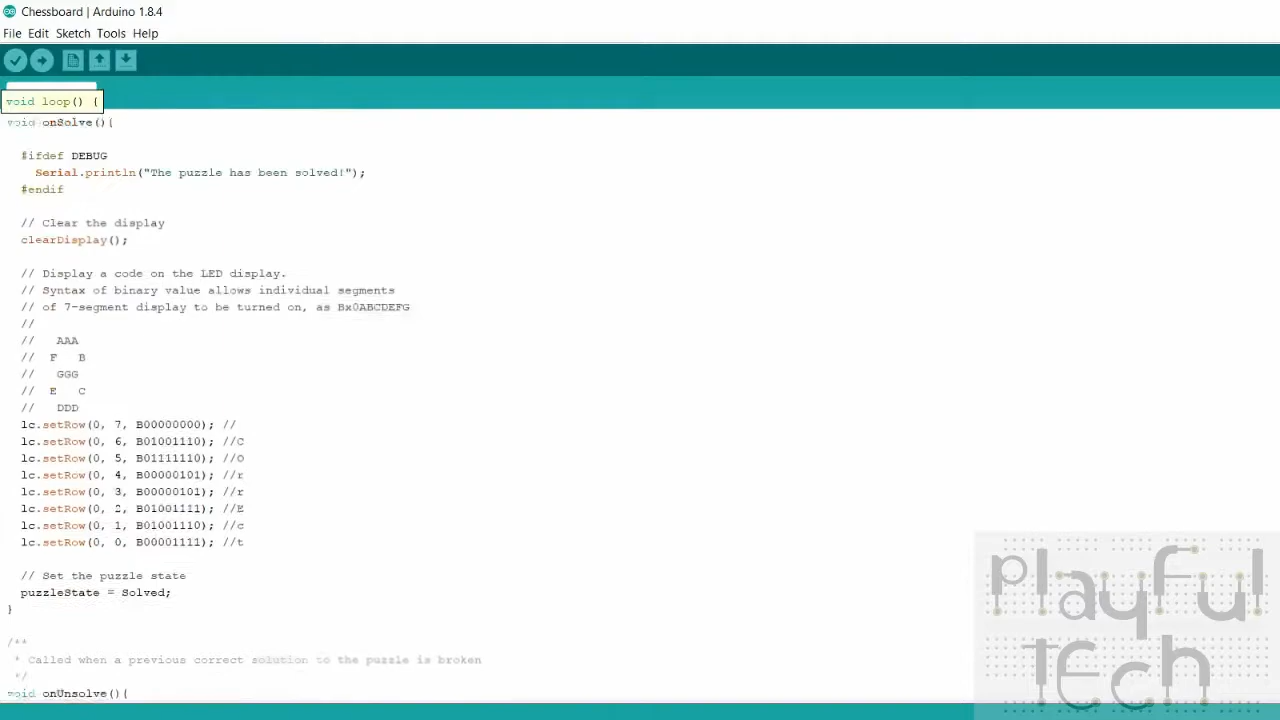 Chessboard | Arduino 1.8.4
File Edit Sketch Tools Help
void loop() {
void onSolve(){
#ifdef DEBUG
Serial.println("The puzzle has been solved!");
#endif
// Clear the display
clearDisplay();
// Display a code on the LED display.
// Syntax of binary value allows individual segments
// of 7-segment display to be turned on, as Bx0ABCDEFG
//
// AAA
// F B
// GGG
// E C
// DDD
lc.setRow(0, 7, B00000000); //
lc.setRow(0, 6, B01001110); //C
lc.setRow(0, 5, B01111110); //O
lc.setRow(0, 4, B00000101); //r
lc.setRow(0, 3, B00000101); //r
lc.setRow(0, 2, B01001111); //E
lc.setRow(0, 1, B01001110); //c
lc.setRow(0, 0, B00001111); //t
// Set the puzzle state
puzzleState = Solved;
}
/**
* Called when a previous correct solution to the puzzle is broken
*/
void onUnsolve(){
playful
tech